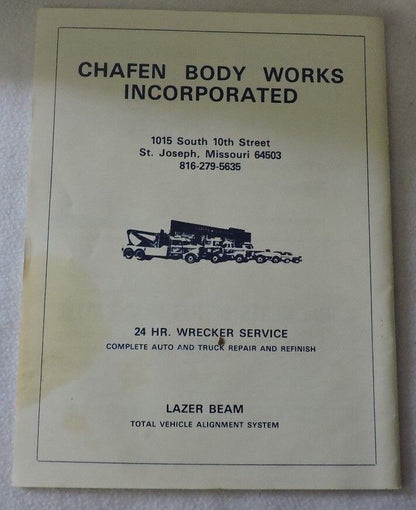 CHAFEN BODY WORKS
INCORPORATED
1015 South 10th Street
St. Joseph, Missouri 64503
816-279-5635
24 HR. WRECKER SERVICE
COMPLETE AUTO AND TRUCK REPAIR AND REFINISH
LAZER BEAM
TOTAL VEHICLE ALIGNMENT SYSTEM